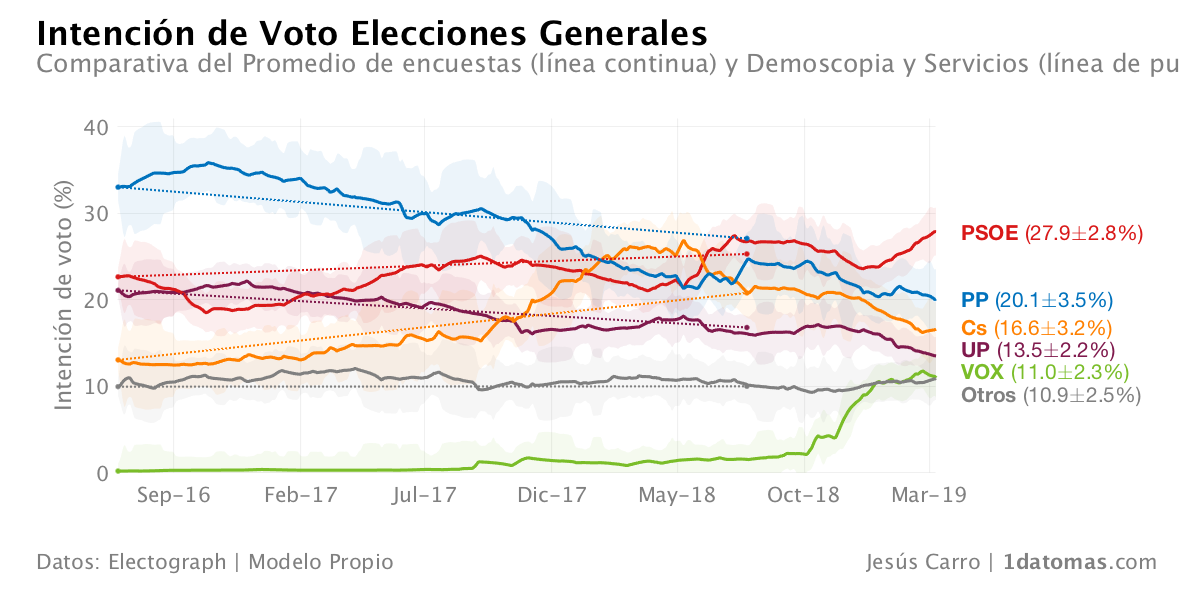 Intención de Voto Elecciones Generales
Comparativa del Promedio de encuestas (línea continua) y Demoscopia y Servicios (línea de pu
Intención de voto (%)
40
30
20
10
0
Sep–16
Feb–17
Jul–17
Dic–17
May–18
Oct–18
Mar–19
PSOE (27.9±2.8%)
PP (20.1±3.5%)
Cs (16.6±3.2%)
UP (13.5±2.2%)
VOX (11.0±2.3%)
Otros (10.9±2.5%)
Datos: Electograph | Modelo Propio
Jesús Carro | 1datomas.com